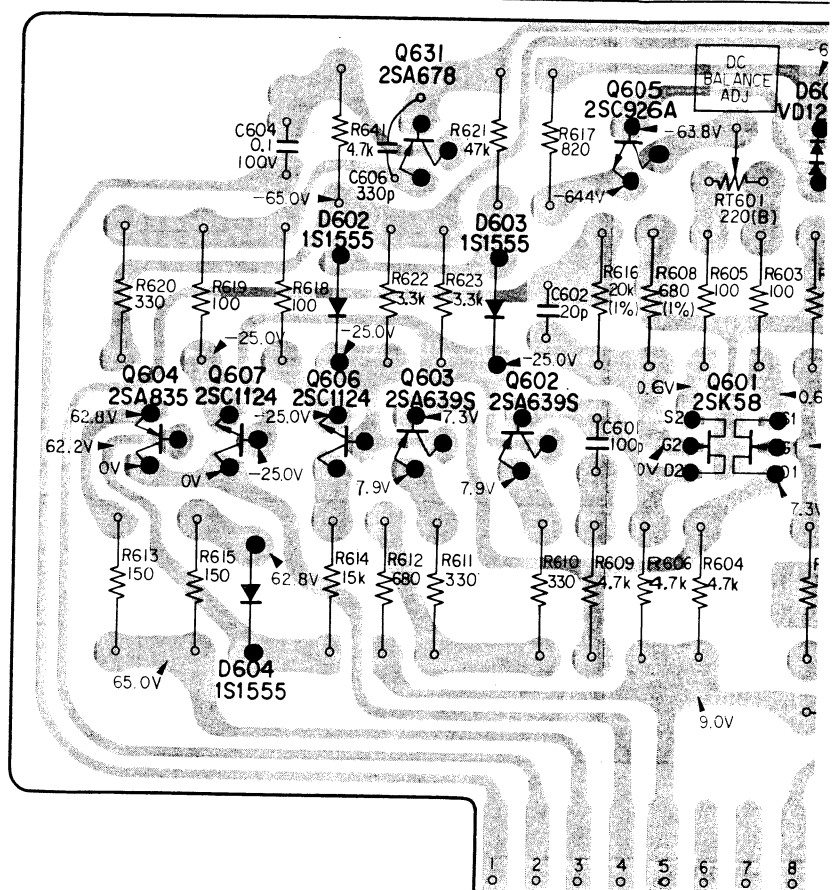 Q631
2SA678
DC
BALANCE
ADJ
Q605
2SC926A
VD12
C604
0.1
100V
R641
4.7k
R621
47k
R617
820
-63.8V
C606
330p
-65.0V
-644V
RT601
220(B)
D602
1S1555
D603
1S1555
R620
330
R619
100
R618
100
R622
3.3k
R623
3.3k
C602
20p
R616
20k
(1%)
R608
680
(1%)
R605
100
R603
100
-25.0V
-25.0V
-25.0V
Q604
2SA835
Q607
2SC1124
Q606
2SC1124
Q603
2SA639S
Q602
2SA639S
0.6V
Q601
2SK58
0.6
62.8V
-25.0V
7.3V
C601
100p
S2
S1
62.2V
G2
G1
0V
0V
-25.0V
7.9V
7.9V
0V
D2
D1
7.3V
R613
150
R615
150
62.8V
R614
15k
R612
680
R611
330
R610
330
R609
4.7k
R606
4.7k
R604
4.7k
65.0V
D604
1S1555
9.0V
1
2
3
4
5
6
7
8